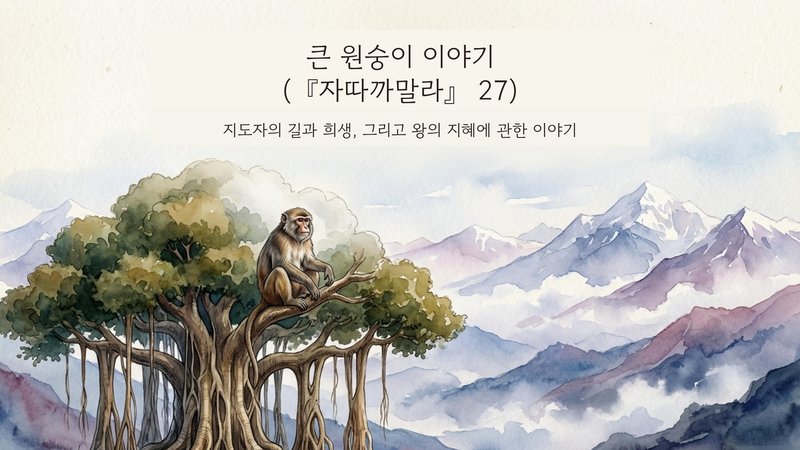 큰 원숭이 이야기
(『자따까말라』 27)
지도자의 길과 희생, 그리고 왕의 지혜에 관한 이야기